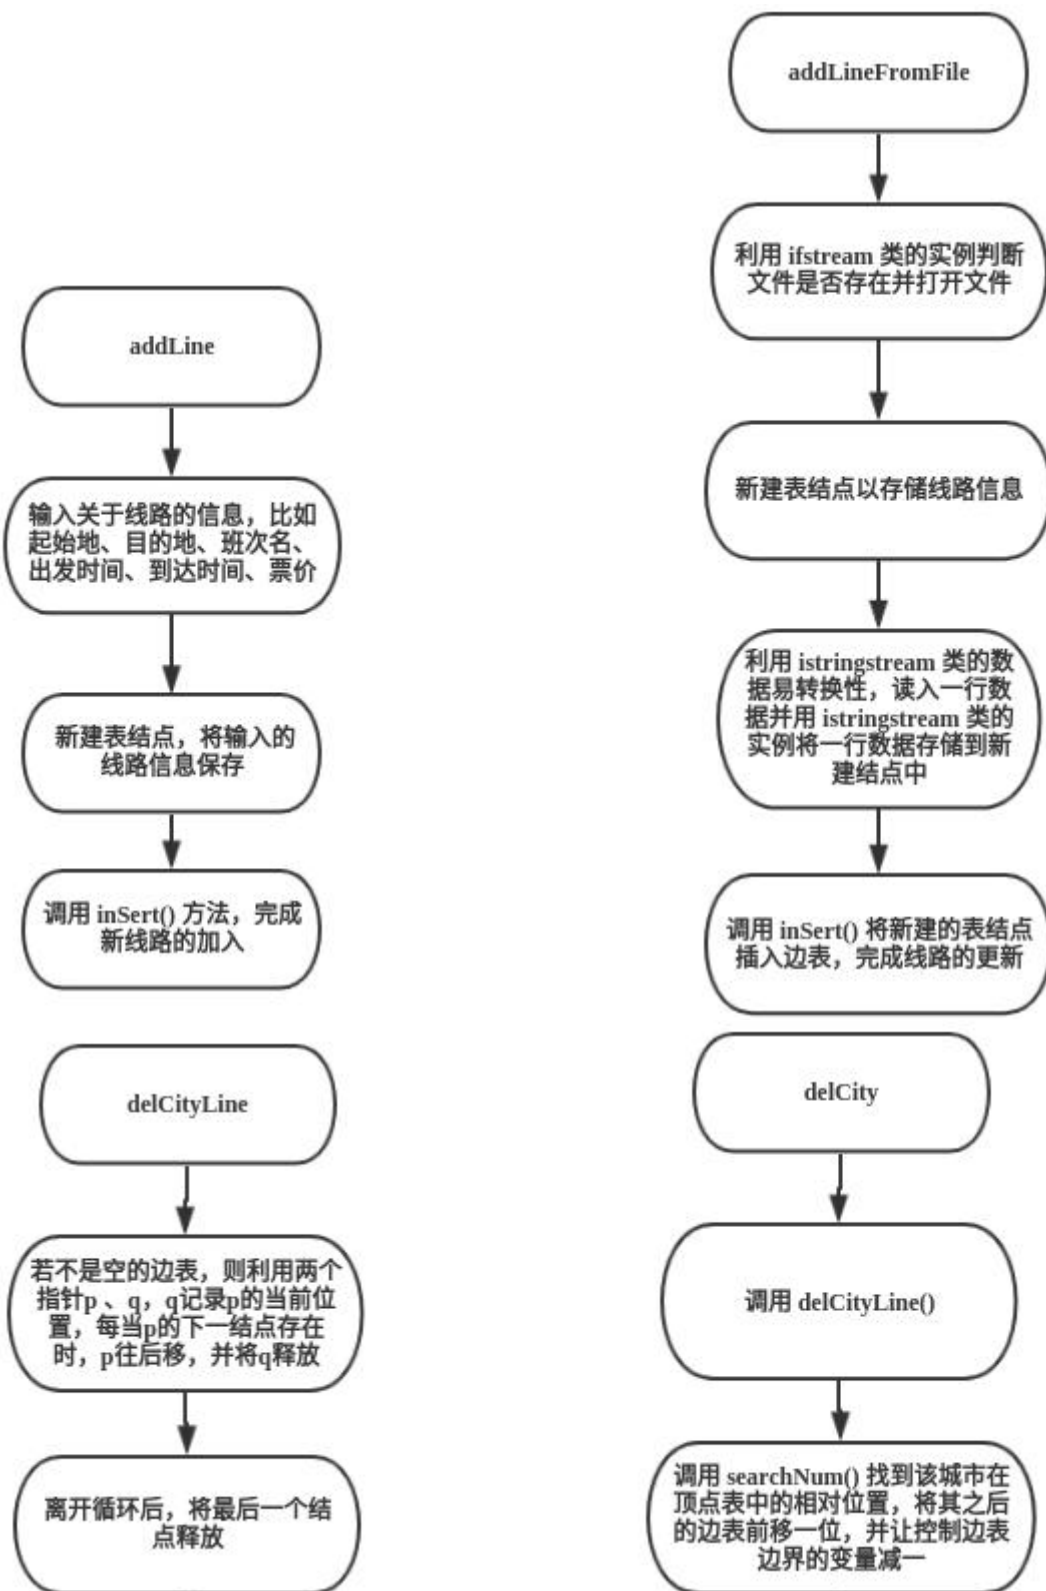 addLine
输入关于线路的信息，比如
起始地、目的地、班次名、
出发时间、到达时间、票价
新建表结点，将输入的
线路信息保存
调用 inSert() 方法，完成
新线路的加入
addLineFromFile
利用 ifstream 类的实例判断
文件是否存在并打开文件
新建表结点以存储线路信息
利用 istringstream 类的数
据易转换性，读入一行数
据并用 istringstream 类的
实例将一行数据存储到新
建结点中
调用 inSert() 将新建的表结点
插入边表，完成线路的更新
delCityLine
若不是空的边表，则利用两个
指针p 、q，q记录p的当前位
置，每当p的下一结点存在
时，p往后移，并将q释放
离开循环后，将最后一个结
点释放
delCity
调用 delCityLine()
调用 searchNum() 找到该城市在
顶点表中的相对位置，将其之后
的边表前移一位，并让控制边表
边界的变量减一